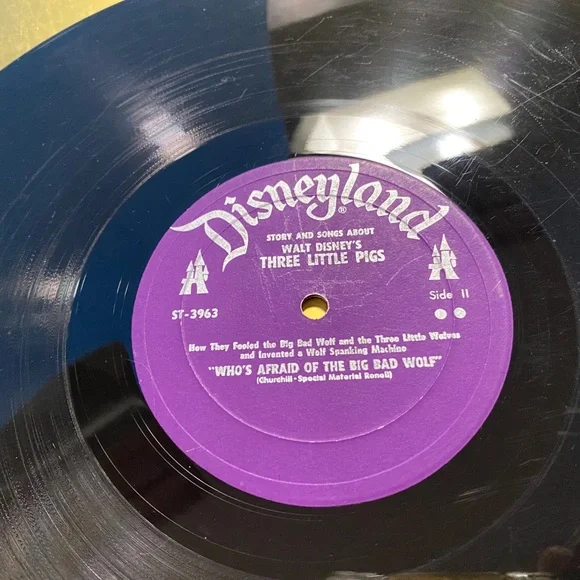 Disneyland®
STORY AND SONGS ABOUT
WALT DISNEY'S
THREE LITTLE PIGS
ST-3963
Side II
How They Fooled the Big Bad Wolf and the Three Little Wolves
and Invented a Wolf Spanking Machine
"WHO'S AFRAID OF THE BIG BAD WOLF"
(Churchill - Special Material Ronell)